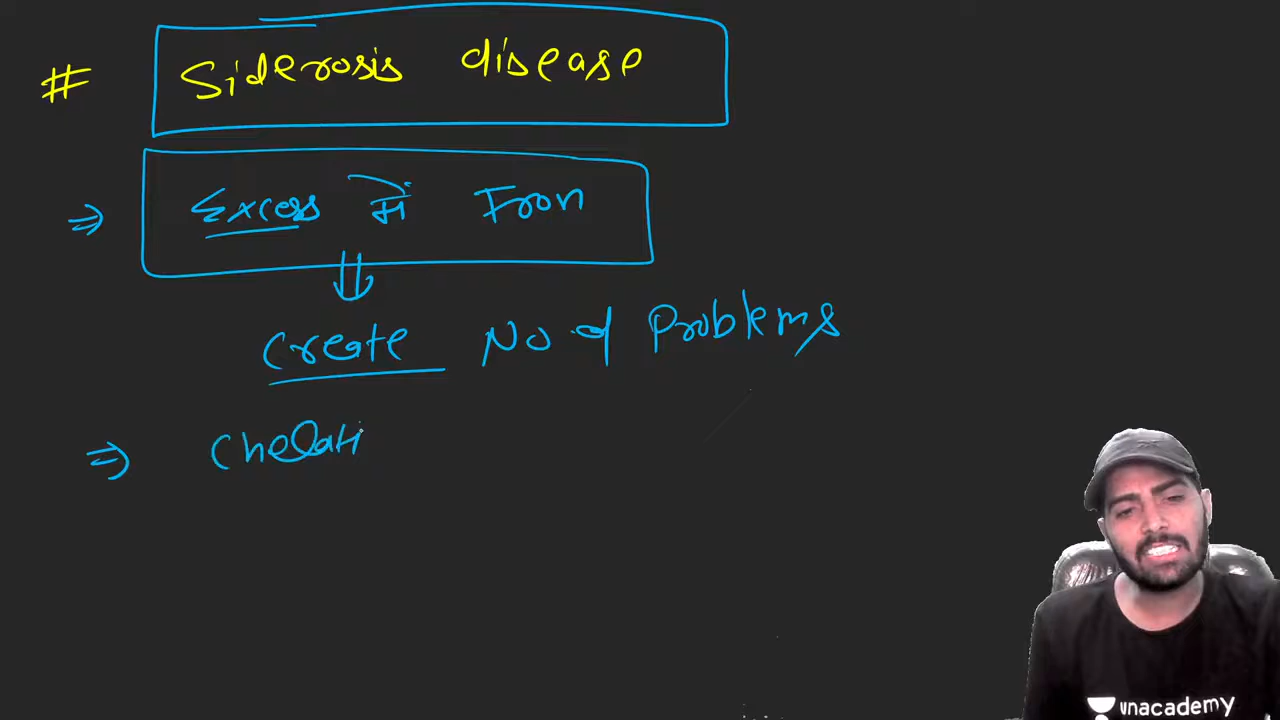 # Siderosis disease
⇒ Excess में Iron
⇓
Create No of Problems
⇒ Chelati
unacademy